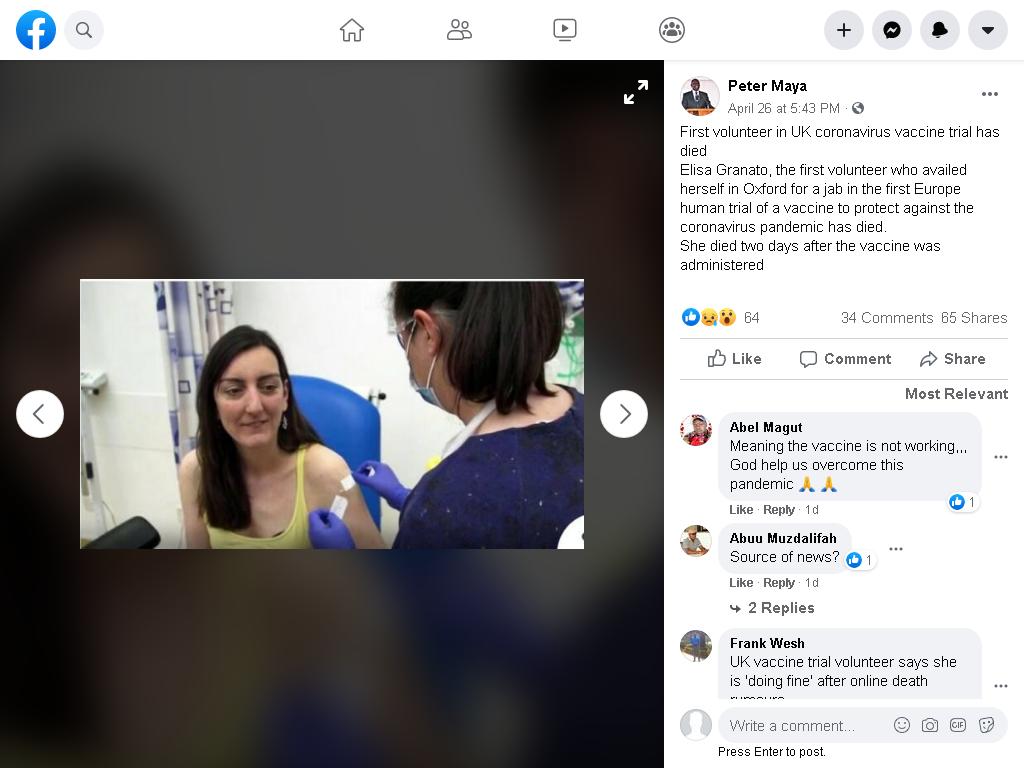 Peter Maya
April 26 at 5:43 PM ·
First volunteer in UK coronavirus vaccine trial has
died
Elisa Granato, the first volunteer who availed
herself in Oxford for a jab in the first Europe
human trial of a vaccine to protect against the
coronavirus pandemic has died.
She died two days after the vaccine was
administered
64
34 Comments 65 Shares
Like Comment Share
Most Relevant
Abel Magut
Meaning the vaccine is not working,,,
God help us overcome this
pandemic 🙏 🙏
1
Like · Reply · 1d
Abuu Muzdalifah
Source of news?
1
Like · Reply · 1d
2 Replies
Frank Wesh
UK vaccine trial volunteer says she
is 'doing fine' after online death
Write a comment...
GIF
Press Enter to post.